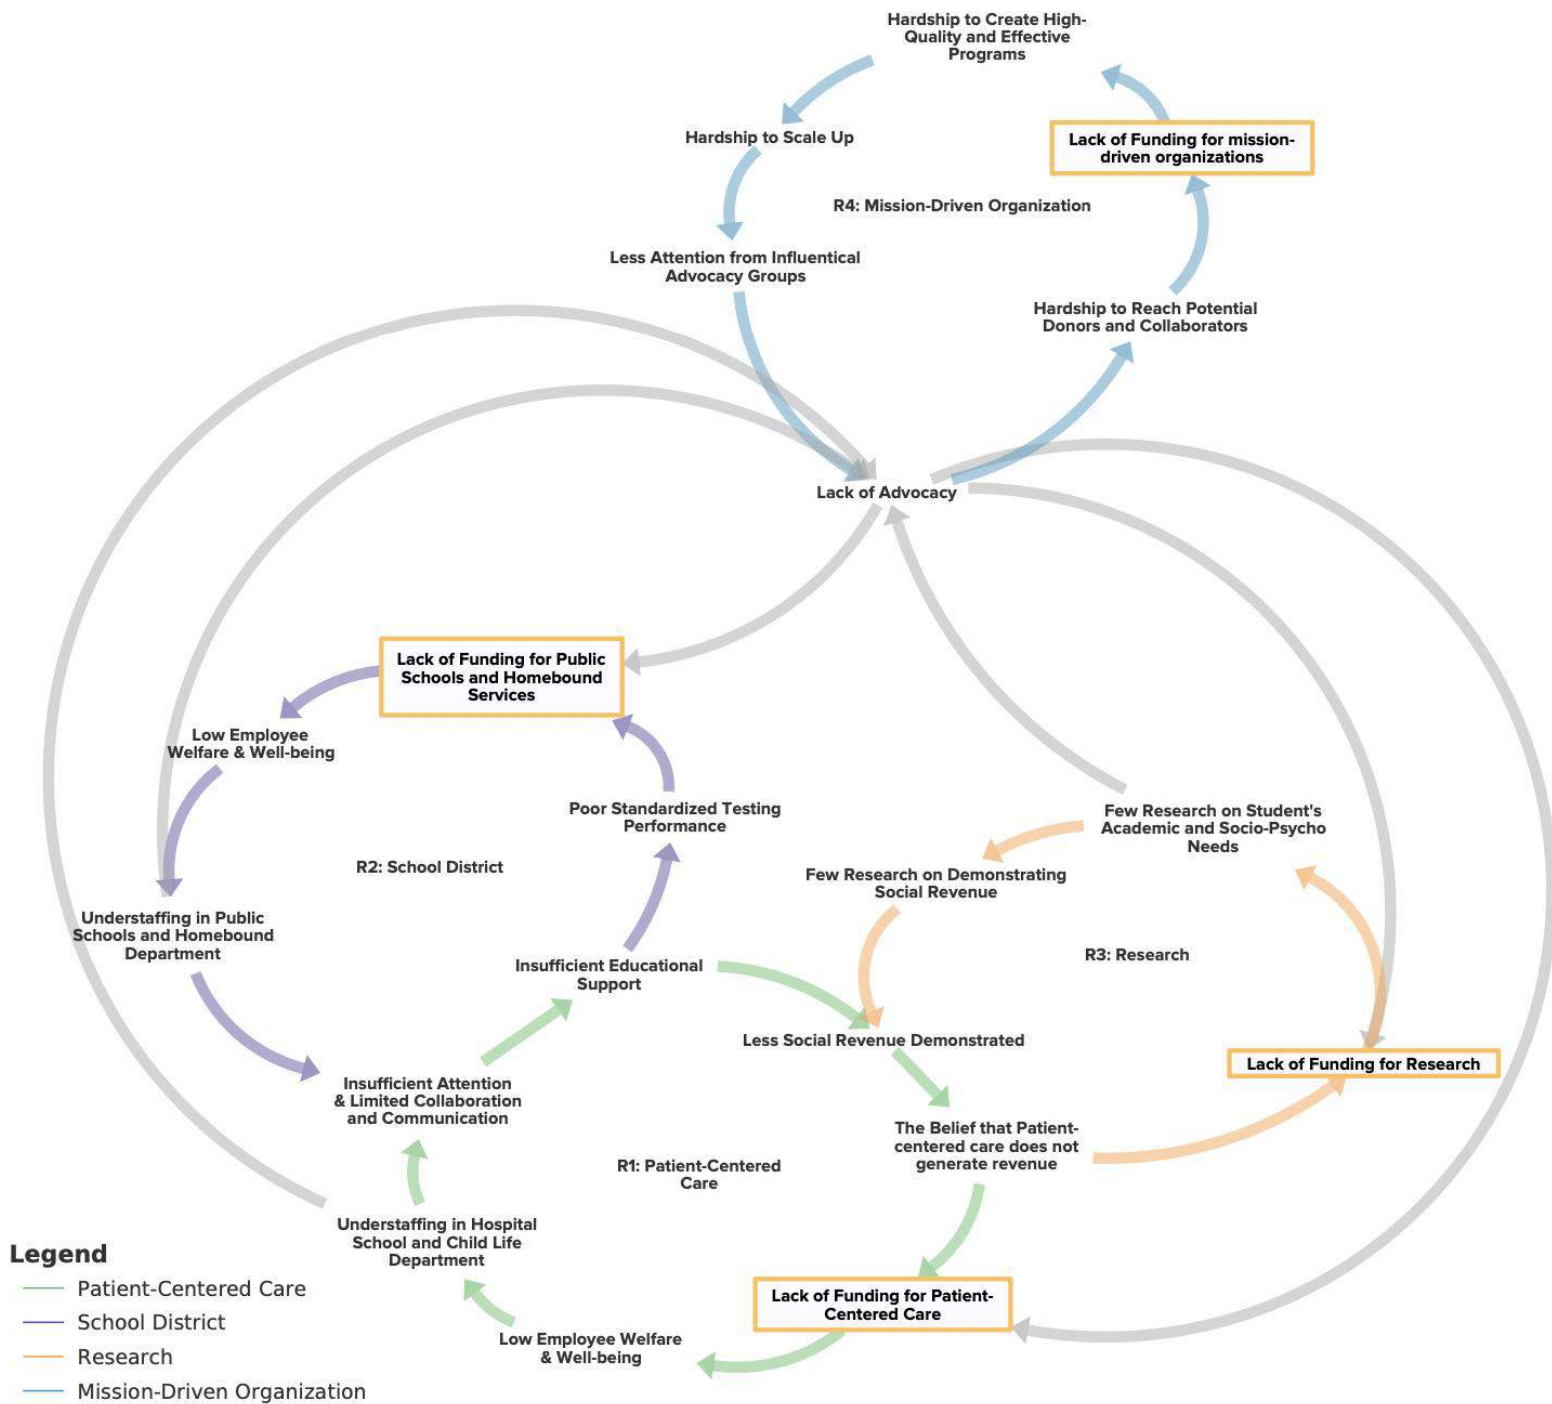 Hardship to Create High-
Quality and Effective
Programs
Hardship to Scale Up
Lack of Funding for mission-
driven organizations
R4: Mission-Driven Organization
Less Attention from Influentical
Advocacy Groups
Hardship to Reach Potential
Donors and Collaborators
Lack of Advocacy
Lack of Funding for Public
Schools and Homebound
Services
Low Employee
Welfare & Well-being
Poor Standardized Testing
Performance
Few Research on Student's
Academic and Socio-Psycho
Needs
R2: School District
Few Research on Demonstrating
Social Revenue
Understaffing in Public
Schools and Homebound
Department
R3: Research
Insufficient Educational
Support
Less Social Revenue Demonstrated
Lack of Funding for Research
Insufficient Attention
& Limited Collaboration
and Communication
The Belief that Patient-
centered care does not
generate revenue
R1: Patient-Centered
Care
Understaffing in Hospital
School and Child Life
Department
Lack of Funding for Patient-
Centered Care
Low Employee Welfare
& Well-being
Legend
Patient-Centered Care
School District
Research
Mission-Driven Organization